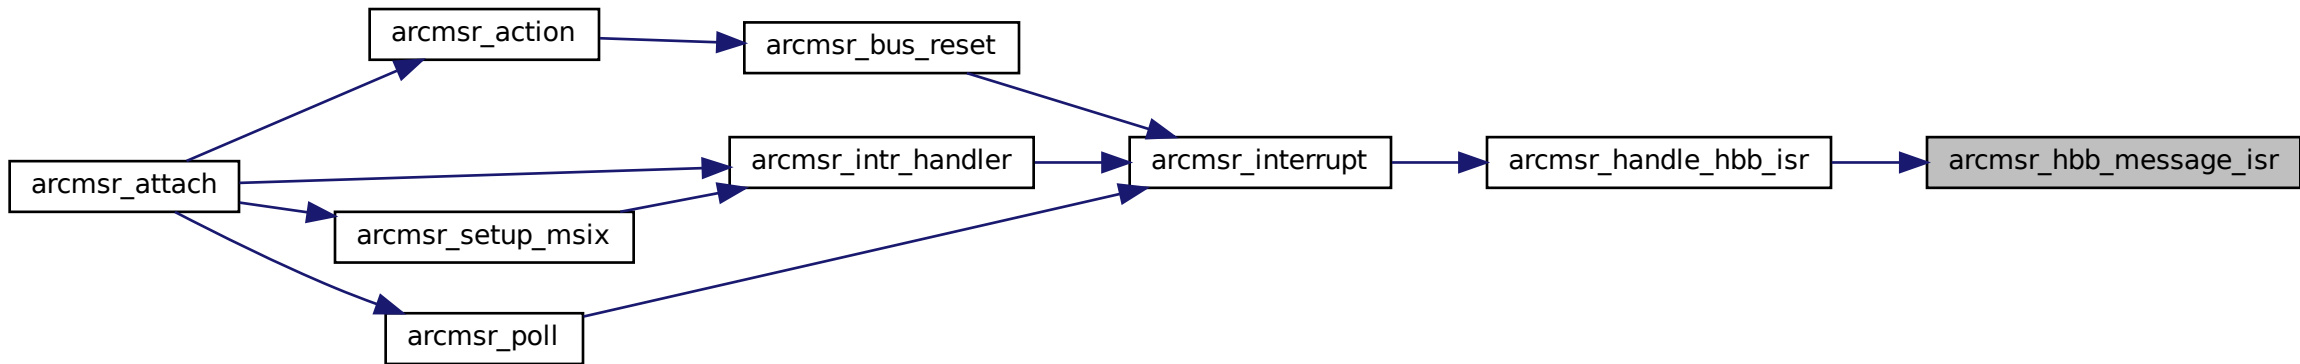 arcmsr_action
arcmsr_bus_reset
arcmsr_attach
arcmsr_intr_handler
arcmsr_interrupt
arcmsr_handle_hbb_isr
arcmsr_hbb_message_isr
arcmsr_setup_msix
arcmsr_poll